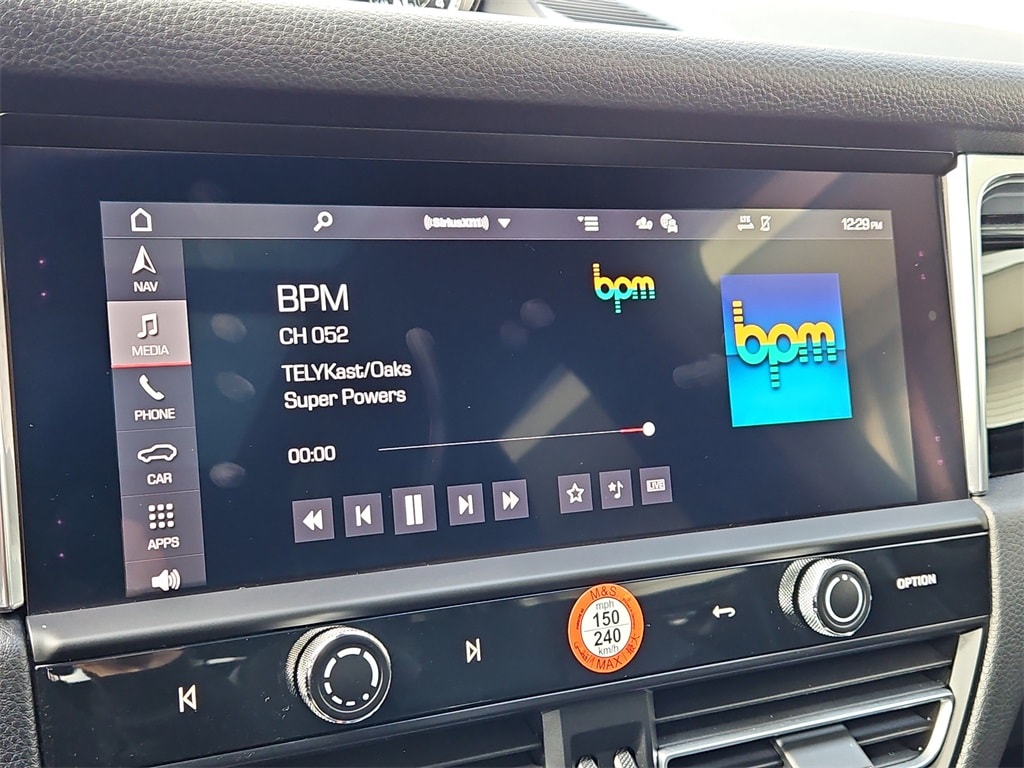 SiriusXM
LTE
12:29 PM
NAV
MEDIA
PHONE
CAR
APPS
BPM
CH 052
TELYKast/Oaks
Super Powers
bpm
bpm
00:00
LIVE
OPTION
M&S
mph
150
240
km/h
MAX